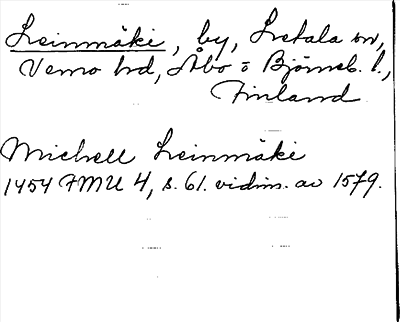 Leinmäki, by, Letala sn,
Vemo hd, Åbo o Björneb. l.,
Finland
Michell Leinmäki
1454 FMU 4, s. 61. vidim. av 1579.